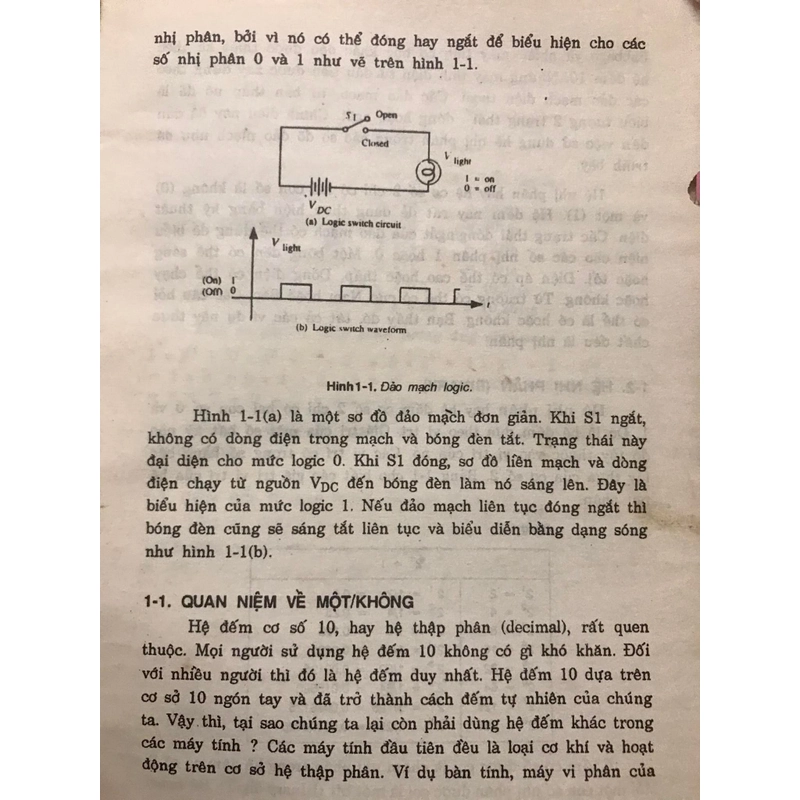 nhị phân, bởi vì nó có thể đóng hay ngắt để biểu hiện cho các
số nhị phân 0 và 1 như vẽ trên hình 1-1.
S1 Open
Closed
V light
1 = on
0 = off
V DC
(a) Logic switch circuit
V light
(On) 1
(Off) 0
t
(b) Logic switch waveform
Hình 1-1. Đảo mạch logic.
Hình 1-1(a) là một sơ đồ đảo mạch đơn giản. Khi S1 ngắt,
không có dòng điện trong mạch và bóng đèn tắt. Trạng thái này
đại diện cho mức logic 0. Khi S1 đóng, sơ đồ liền mạch và dòng
điện chạy từ nguồn VDC đến bóng đèn làm nó sáng lên. Đây là
biểu hiện của mức logic 1. Nếu đảo mạch liên tục đóng ngắt thì
bóng đèn cũng sẽ sáng tắt liên tục và biểu diễn bằng dạng sóng
như hình 1-1(b).
1-1. QUAN NIỆM VỀ MỘT/KHÔNG
Hệ đếm cơ số 10, hay hệ thập phân (decimal), rất quen
thuộc. Mọi người sử dụng hệ đếm 10 không có gì khó khăn. Đối
với nhiều người thì đó là hệ đếm duy nhất. Hệ đếm 10 dựa trên
cơ sở 10 ngón tay và đã trở thành cách đếm tự nhiên của chúng
ta. Vậy thì, tại sao chúng ta lại còn phải dùng hệ đếm khác trong
các máy tính ? Các máy tính đầu tiên đều là loại cơ khí và hoạt
động trên cơ sở hệ thập phân. Ví dụ bàn tính, máy vi phân của